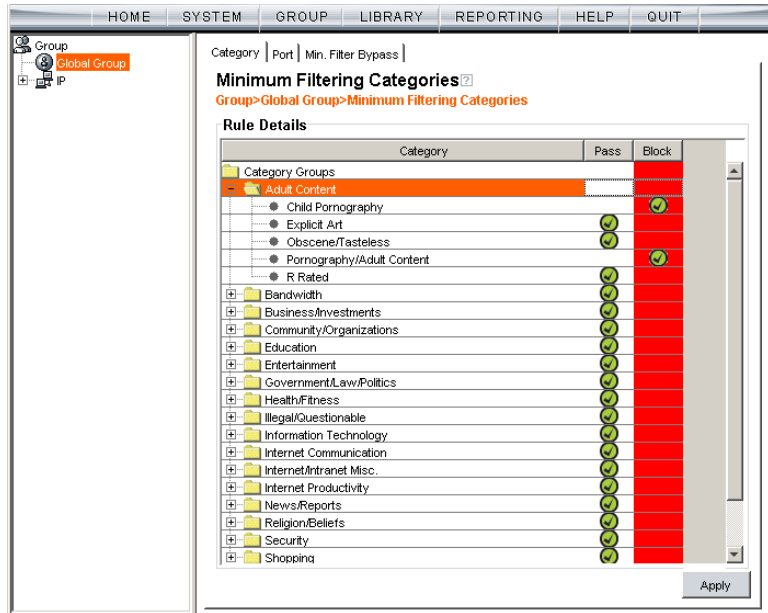 HOME SYSTEM GROUP LIBRARY REPORTING HELP QUIT
Group
Global Group
IP
Category Port Min. Filter Bypass
Minimum Filtering Categories ?
Group>Global Group>Minimum Filtering Categories
Rule Details
Category Pass Block
Category Groups
Adult Content
Child Pornography
Explicit Art
Obscene/Tasteless
Pornography/Adult Content
R Rated
Bandwidth
Business/Investments
Community/Organizations
Education
Entertainment
Government/Law/Politics
Health/Fitness
Illegal/Questionable
Information Technology
Internet Communication
Internet/Intranet Misc.
Internet Productivity
News/Reports
Religion/Beliefs
Security
Shopping
Apply